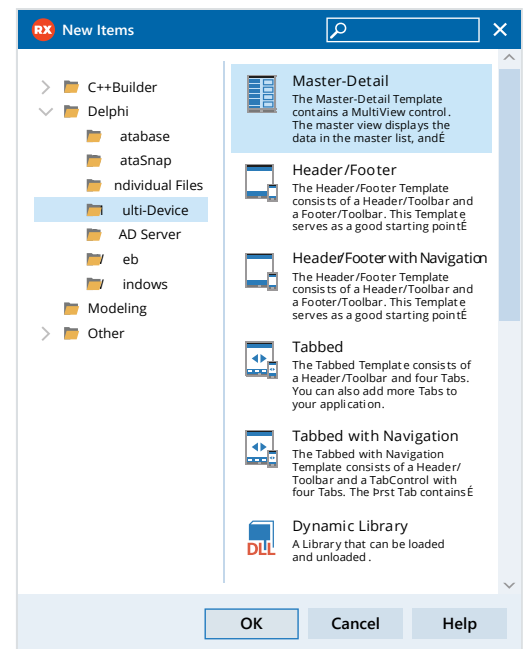 RX New Items
C++Builder
Delphi
atabase
ataSnap
ndividual Files
ulti-Device
AD Server
eb
indows
Modeling
Other
Master-Detail
The Master-Detail Template
contains a MultiView control.
The master view displays the
data in the master list, andÉ
Header/Footer
The Header/Footer Template
consists of a Header/Toolbar and
a Footer/Toolbar. This Template
serves as a good starting pointÉ
Header/Footer with Navigation
The Header/Footer Template
consists of a Header/Toolbar and
a Footer/Toolbar. This Template
serves as a good starting pointÉ
Tabbed
The Tabbed Template consists of
a Header/Toolbar and four Tabs.
You can also add more Tabs to
your application.
Tabbed with Navigation
The Tabbed with Navigation
Template consists of a Header/
Toolbar and a TabControl with
four Tabs. The Þrst Tab containsÉ
DLL
Dynamic Library
A Library that can be loaded
and unloaded.
OK Cancel Help